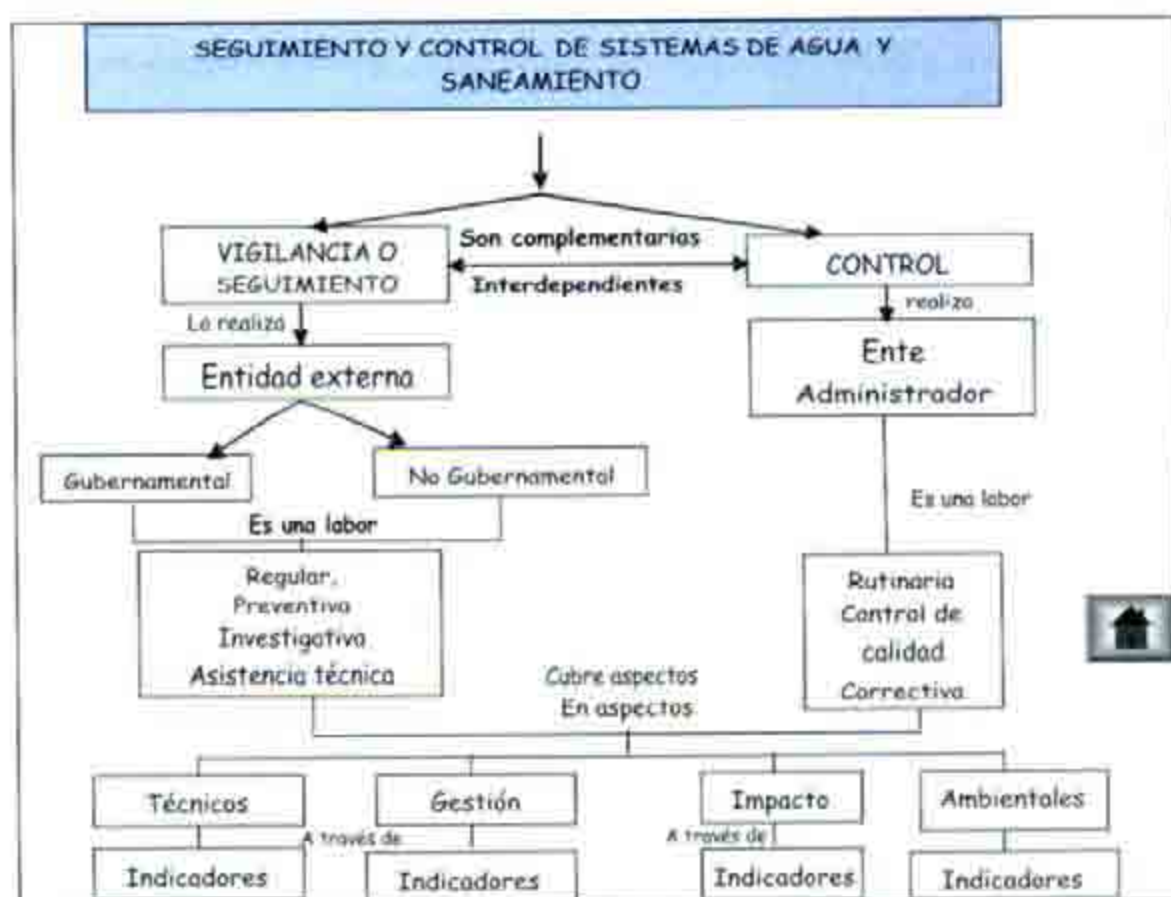 SEGUIMIENTO Y CONTROL DE SISTEMAS DE AGUA Y
SANEAMIENTO
VIGILANCIA O
SEGUIMIENTO
Son complementarias
Interdependientes
CONTROL
La realiza
realiza
Entidad externa
Ente
Administrador
Gubernamental
No Gubernamental
Es una labor
Es una labor
Regular,
Preventiva
Investigativa
Asistencia técnica
Rutinaria
Control de
calidad
Correctiva
Cubre aspectos
En aspectos
Técnicos
Gestión
Impacto
Ambientales
A través de
A través de
Indicadores
Indicadores
Indicadores
Indicadores